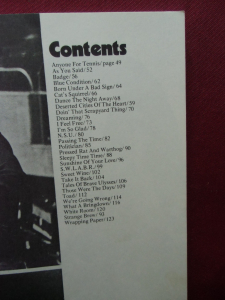 Contents
Anyone For Tennis/page 49
As You Said/52
Badge/56
Blue Condition/62
Born Under A Bad Sign/64
Cat's Squirrel/66
Dance The Night Away/68
Deserted Cities Of The Heart/59
Doin' That Scrapyard Thing/70
Dreaming/76
I Feel Free/73
I'm So Glad/78
N.S.U./80
Passing The Time/82
Politician/85
Pressed Rat And Warthog/90
Sleepy Time Time/88
Sunshine Of Your Love/96
S.W.L.A.B.R./99
Sweet Wine/102
Take It Back/104
Tales Of Brave Ulysses/106
Those Were The Days/109
Toad/112
We're Going Wrong/114
What A Bringdown/116
White Room/120
Strange Brew/93
Wrapping Paper/123